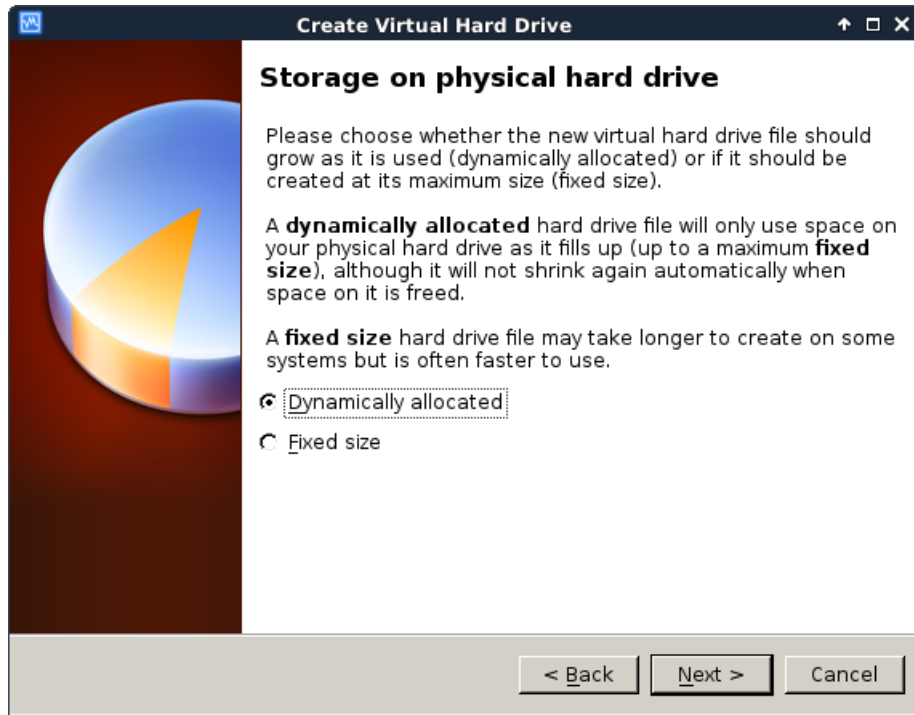 Create Virtual Hard Drive
Storage on physical hard drive
Please choose whether the new virtual hard drive file should
grow as it is used (dynamically allocated) or if it should be
created at its maximum size (fixed size).
A dynamically allocated hard drive file will only use space on
your physical hard drive as it fills up (up to a maximum fixed
size), although it will not shrink again automatically when
space on it is freed.
A fixed size hard drive file may take longer to create on some
systems but is often faster to use.
Dynamically allocated
Fixed size
< Back
Next >
Cancel